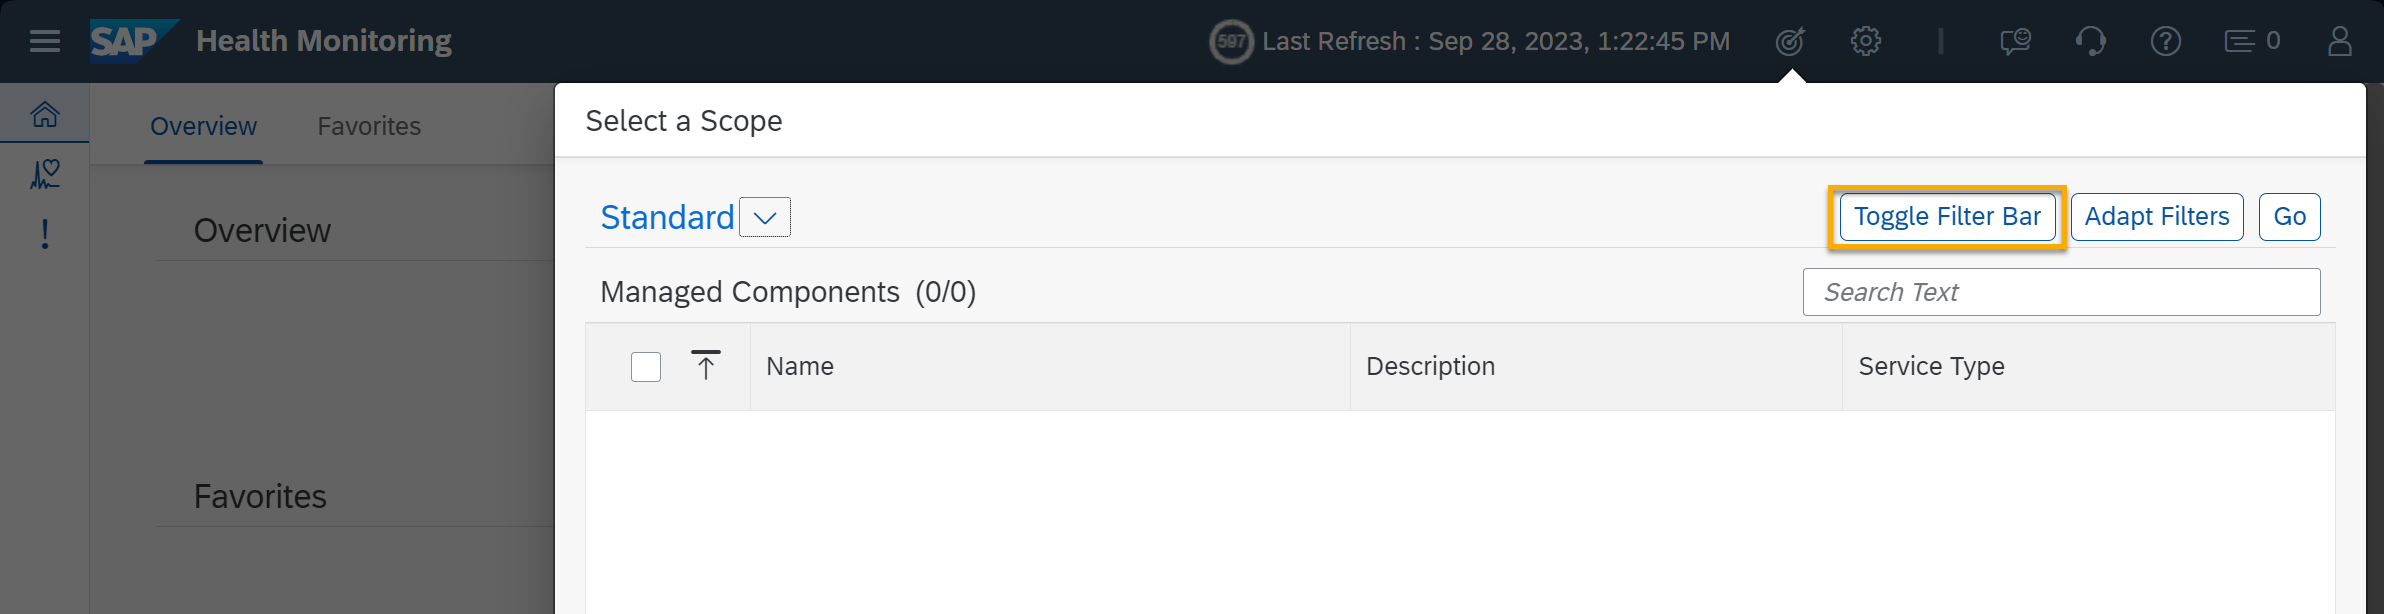 SAP Health Monitoring
597 Last Refresh : Sep 28, 2023, 1:22:45 PM
0
Overview Favorites
Select a Scope
Overview
Standard
Toggle Filter Bar Adapt Filters Go
Managed Components (0/0)
Search Text
Name Description Service Type
Favorites